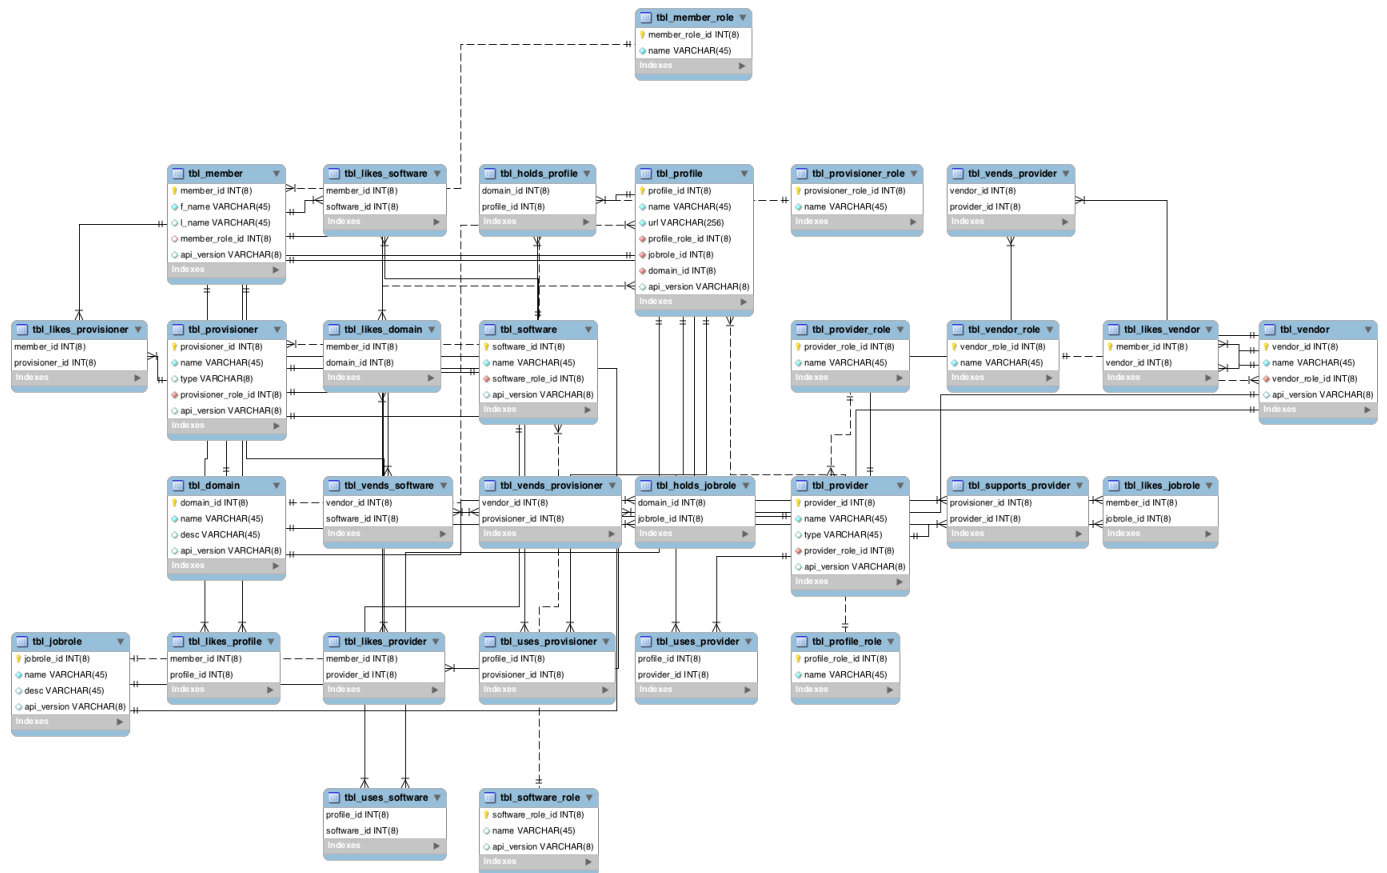 tbl_member_role
member_role_id INT(8)
name VARCHAR(45)
Indexes
tbl_member
member_id INT(8)
f_name VARCHAR(45)
l_name VARCHAR(45)
member_role_id INT(8)
api_version VARCHAR(8)
Indexes
tbl_likes_software
member_id INT(8)
software_id INT(8)
Indexes
tbl_holds_profile
domain_id INT(8)
profile_id INT(8)
Indexes
tbl_profile
profile_id INT(8)
name VARCHAR(45)
url VARCHAR(256)
profile_role_id INT(8)
jobrole_id INT(8)
domain_id INT(8)
api_version VARCHAR(8)
Indexes
tbl_provisioner_role
provisioner_role_id INT(8)
name VARCHAR(45)
Indexes
tbl_vends_provider
vendor_id INT(8)
provider_id INT(8)
Indexes
tbl_likes_provisioner
member_id INT(8)
provisioner_id INT(8)
Indexes
tbl_provisioner
provisioner_id INT(8)
name VARCHAR(45)
type VARCHAR(8)
provisioner_role_id INT(8)
api_version VARCHAR(8)
Indexes
tbl_likes_domain
member_id INT(8)
domain_id INT(8)
Indexes
tbl_software
software_id INT(8)
name VARCHAR(45)
software_role_id INT(8)
api_version VARCHAR(8)
Indexes
tbl_provider_role
provider_role_id INT(8)
name VARCHAR(45)
Indexes
tbl_vendor_role
vendor_role_id INT(8)
name VARCHAR(45)
Indexes
tbl_likes_vendor
member_id INT(8)
vendor_id INT(8)
Indexes
tbl_vendor
vendor_id INT(8)
name VARCHAR(45)
vendor_role_id INT(8)
api_version VARCHAR(8)
Indexes
tbl_domain
domain_id INT(8)
name VARCHAR(45)
desc VARCHAR(45)
api_version VARCHAR(8)
Indexes
tbl_vends_software
vendor_id INT(8)
software_id INT(8)
Indexes
tbl_vends_provisioner
vendor_id INT(8)
provisioner_id INT(8)
Indexes
tbl_holds_jobrole
domain_id INT(8)
jobrole_id INT(8)
Indexes
tbl_provider
provider_id INT(8)
name VARCHAR(45)
type VARCHAR(45)
provider_role_id INT(8)
api_version VARCHAR(8)
Indexes
tbl_supports_provider
provisioner_id INT(8)
provider_id INT(8)
Indexes
tbl_likes_jobrole
member_id INT(8)
jobrole_id INT(8)
Indexes
tbl_jobrole
jobrole_id INT(8)
name VARCHAR(45)
desc VARCHAR(45)
api_version VARCHAR(8)
Indexes
tbl_likes_profile
member_id INT(8)
profile_id INT(8)
Indexes
tbl_likes_provider
member_id INT(8)
provider_id INT(8)
Indexes
tbl_uses_provisioner
profile_id INT(8)
provisioner_id INT(8)
Indexes
tbl_uses_provider
profile_id INT(8)
provider_id INT(8)
Indexes
tbl_profile_role
profile_role_id INT(8)
name VARCHAR(45)
Indexes
tbl_uses_software
profile_id INT(8)
software_id INT(8)
Indexes
tbl_software_role
software_role_id INT(8)
name VARCHAR(45)
api_version VARCHAR(8)
Indexes